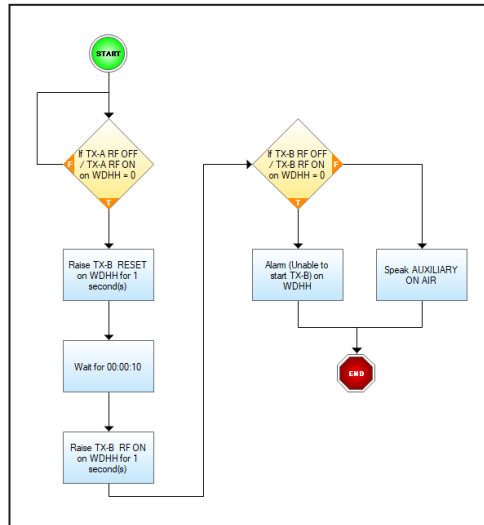 START
If TX-A RF OFF
/ TX-A RF ON
on WDHH = 0
F
T
Raise TX-B RESET
on WDHH for 1
second(s)
Wait for 00:00:10
Raise TX-B RF ON
on WDHH for 1
second(s)
If TX-B RF OFF
/ TX-B RF ON
on WDHH = 0
F
T
Alarm (Unable to
start TX-B) on
WDHH
Speak AUXILIARY
ON AIR
END